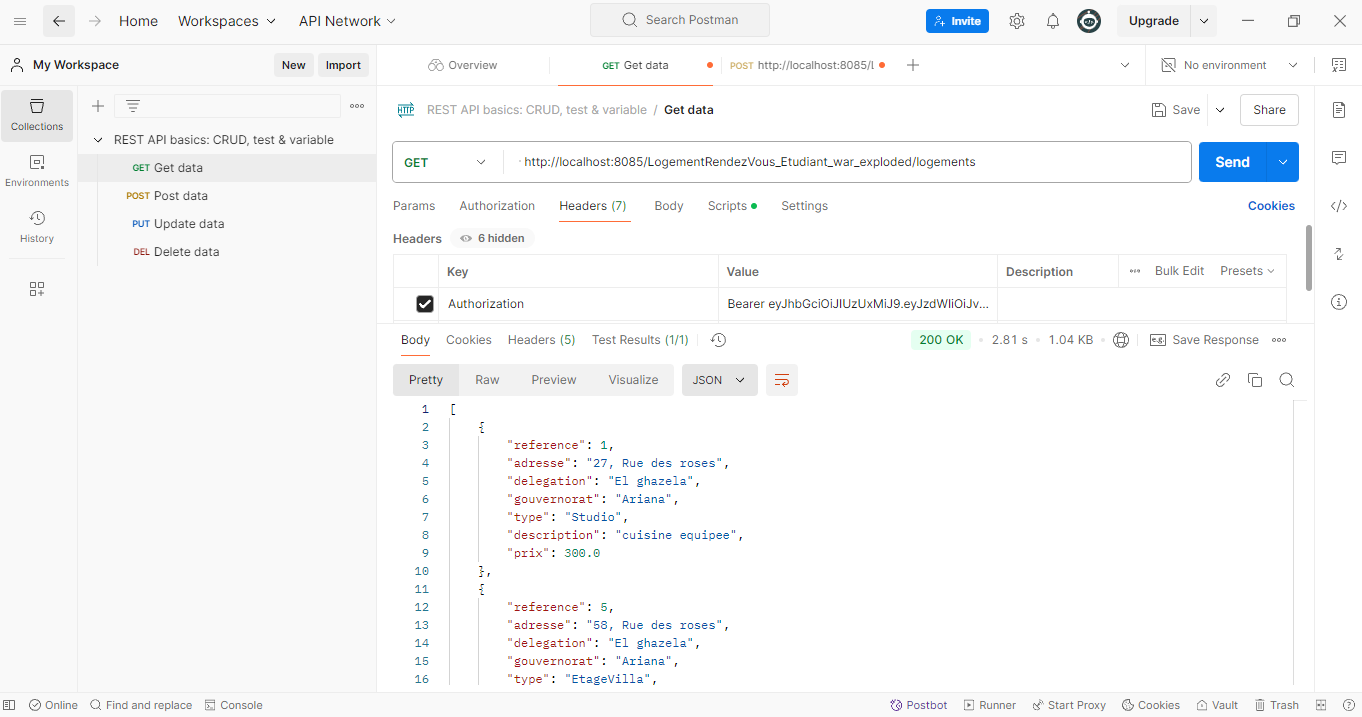 Home Workspaces API Network Search Postman Invite Upgrade
My Workspace New Import Overview GET Get data POST http://localhost:8085/l No environment
Collections
Environments
History
REST API basics: CRUD, test & variable
GET Get data
POST Post data
PUT Update data
DEL Delete data
HTTP REST API basics: CRUD, test & variable / Get data Save Share
GET http://localhost:8085/LogementRendezVous_Etudiant_war_exploded/logements Send
Params Authorization Headers (7) Body Scripts Settings Cookies
Headers 6 hidden
Key Value Description Bulk Edit Presets
Authorization Bearer eyJhbGciOiJIUzUxMiJ9.eyJzdWIiOiJv...
Body Cookies Headers (5) Test Results (1/1) 200 OK 2.81 s 1.04 KB e.g. Save Response
Pretty Raw Preview Visualize JSON
1 [
2 {
3 "reference": 1,
4 "adresse": "27, Rue des roses",
5 "delegation": "El ghazela",
6 "gouvernorat": "Ariana",
7 "type": "Studio",
8 "description": "cuisine equipee",
9 "prix": 300.0
10 },
11 {
12 "reference": 5,
13 "adresse": "58, Rue des roses",
14 "delegation": "El ghazela",
15 "gouvernorat": "Ariana",
16 "type": "EtageVilla",
Online Find and replace Console Postbot Runner Start Proxy Cookies Vault Trash